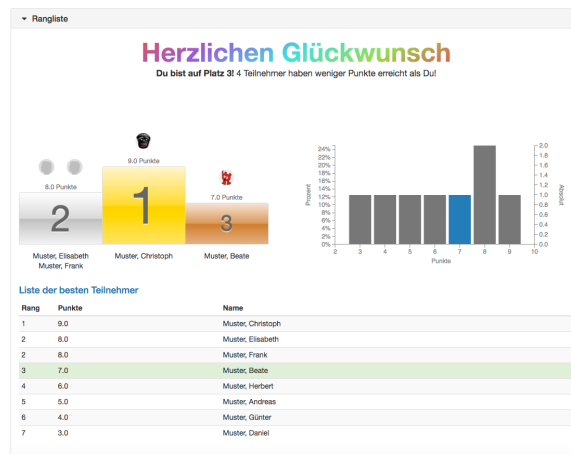 Rangliste
Herzlichen Glückwunsch
Du bist auf Platz 3! 4 Teilnehmer haben weniger Punkte erreicht als Du!
9.0 Punkte
8.0 Punkte
7.0 Punkte
2
1
3
Muster, Elisabeth
Muster, Frank
Muster, Christoph
Muster, Beate
Prozent
24%
22%
20%
18%
16%
14%
12%
10%
8%
6%
4%
2%
0%
2 3 4 5 6 7 8 9 10
Punkte
2.0
1.8
1.6
1.4
1.2
1.0
0.8
0.6
0.4
0.2
0.0
Absolut
Liste der besten Teilnehmer
Rang Punkte Name
1 9.0 Muster, Christoph
2 8.0 Muster, Elisabeth
2 8.0 Muster, Frank
3 7.0 Muster, Beate
4 6.0 Muster, Herbert
5 5.0 Muster, Andreas
6 4.0 Muster, Günter
7 3.0 Muster, Daniel